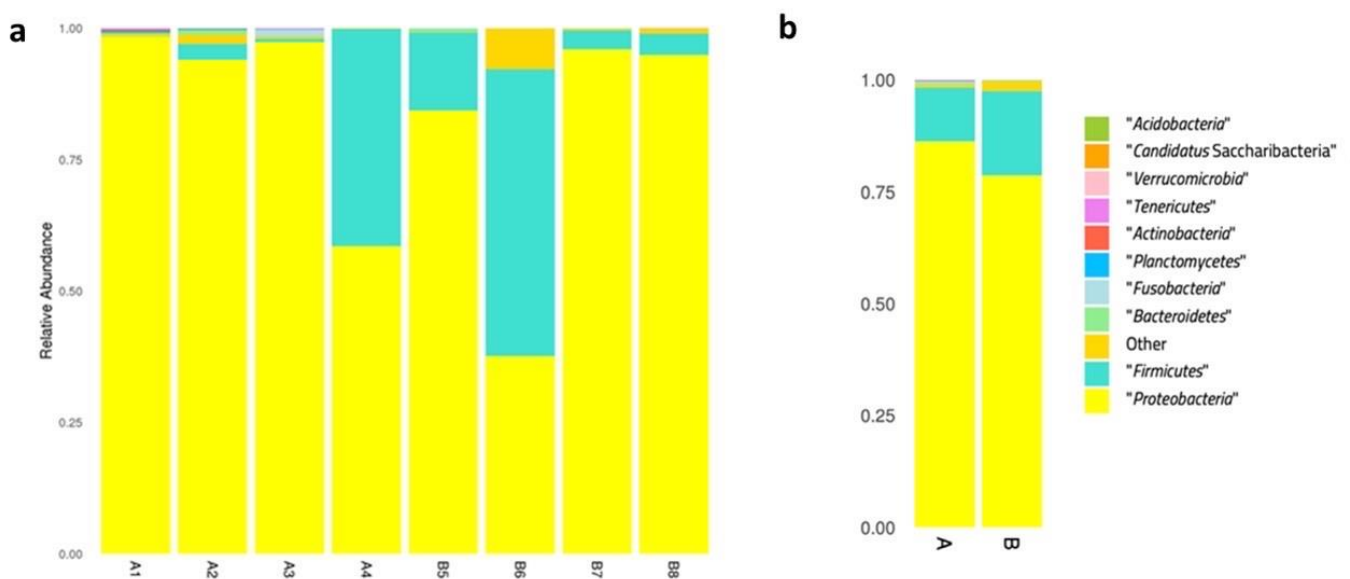 a
1.00
0.75
0.50
0.25
0.00
Relative Abundance
A1
A2
A3
A4
B5
B6
B7
B8
b
1.00
0.75
0.50
0.25
0.00
A
B
"Acidobacteria"
"Candidatus Saccharibacteria"
"Verrucomicrobia"
"Tenericutes"
"Actinobacteria"
"Planctomycetes"
"Fusobacteria"
"Bacteroidetes"
Other
"Firmicutes"
"Proteobacteria"